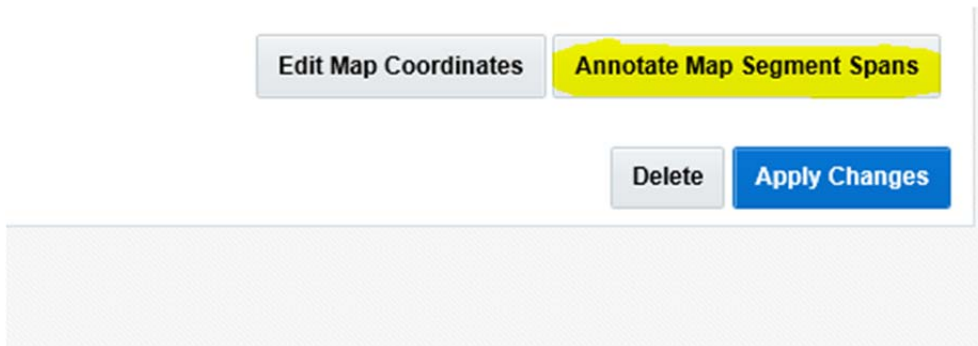 Edit Map Coordinates Annotate Map Segment Spans
Delete Apply Changes